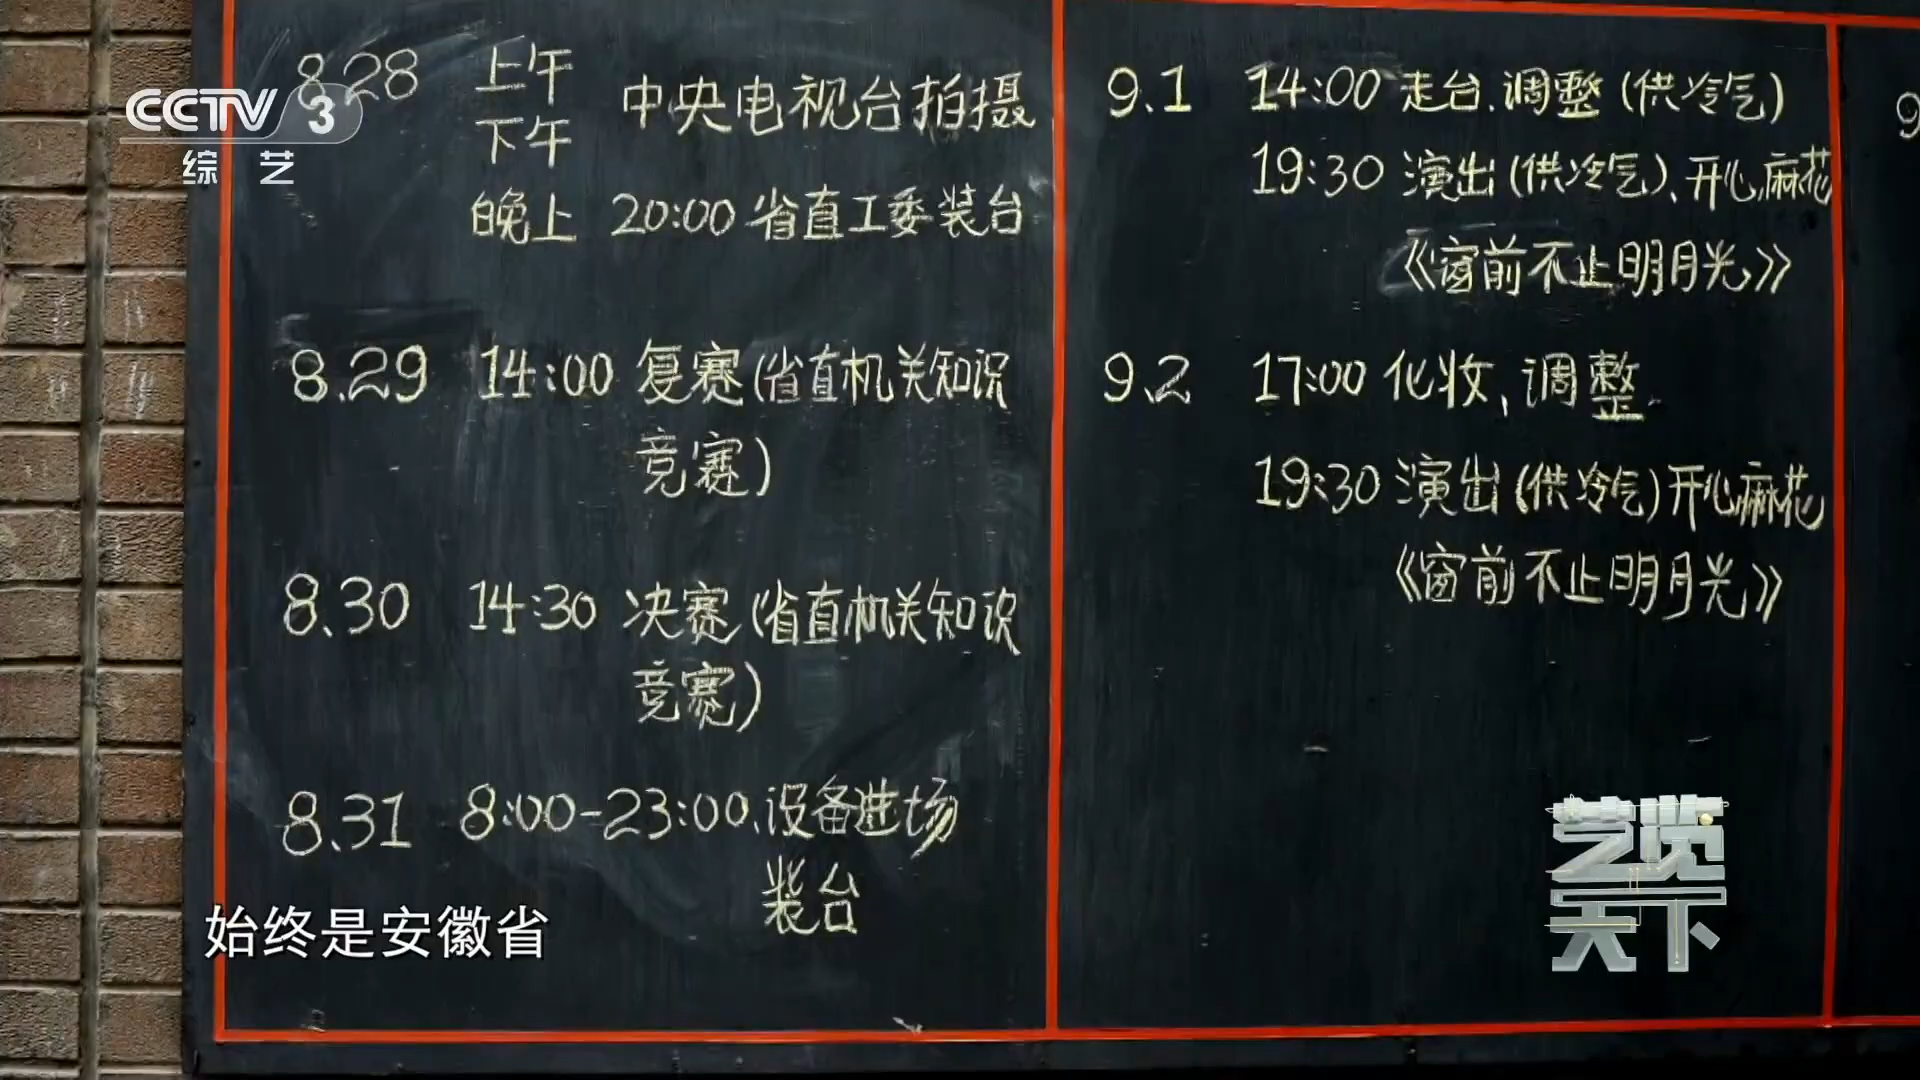 CCTV 3
综艺
8.28 上午 中央电视台拍摄
下午
晚上 20:00 省直工委装台
8.29 14:00 复赛(省直机关知识
竞赛)
8.30 14:30 决赛(省直机关知识
竞赛)
8.31 8:00-23:00、设备进场
装台
9.1 14:00 走台、调整(供冷气)
19:30 演出(供冷气)、开心麻花
《窗前不止明月光》
9.2 17:00 化妆、调整
19:30 演出(供冷气)开心麻花
《窗前不止明月光》
9
始终是安徽省
艺览
天下